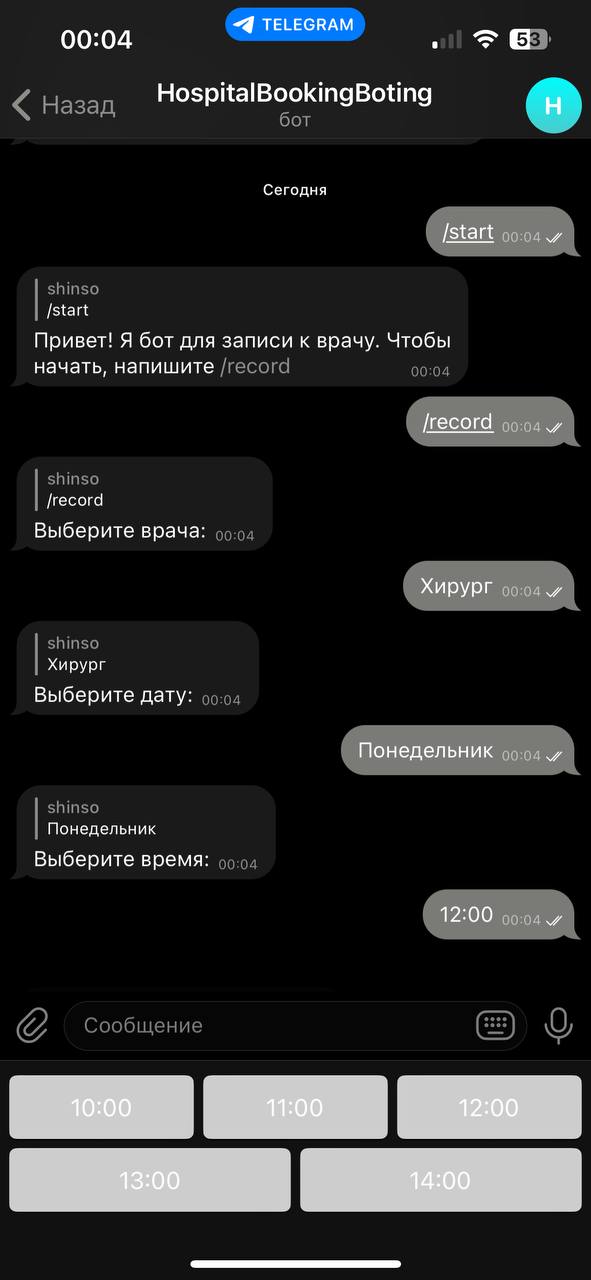 00:04
TELEGRAM
53
Назад
HospitalBookingBoting
бот
H
Сегодня
/start 00:04
shinso
/start
Привет! Я бот для записи к врачу. Чтобы
начать, напишите /record 00:04
/record 00:04
shinso
/record
Выберите врача: 00:04
Хирург 00:04
shinso
Хирург
Выберите дату: 00:04
Понедельник 00:04
shinso
Понедельник
Выберите время: 00:04
12:00 00:04
Сообщение
10:00 11:00 12:00
13:00 14:00